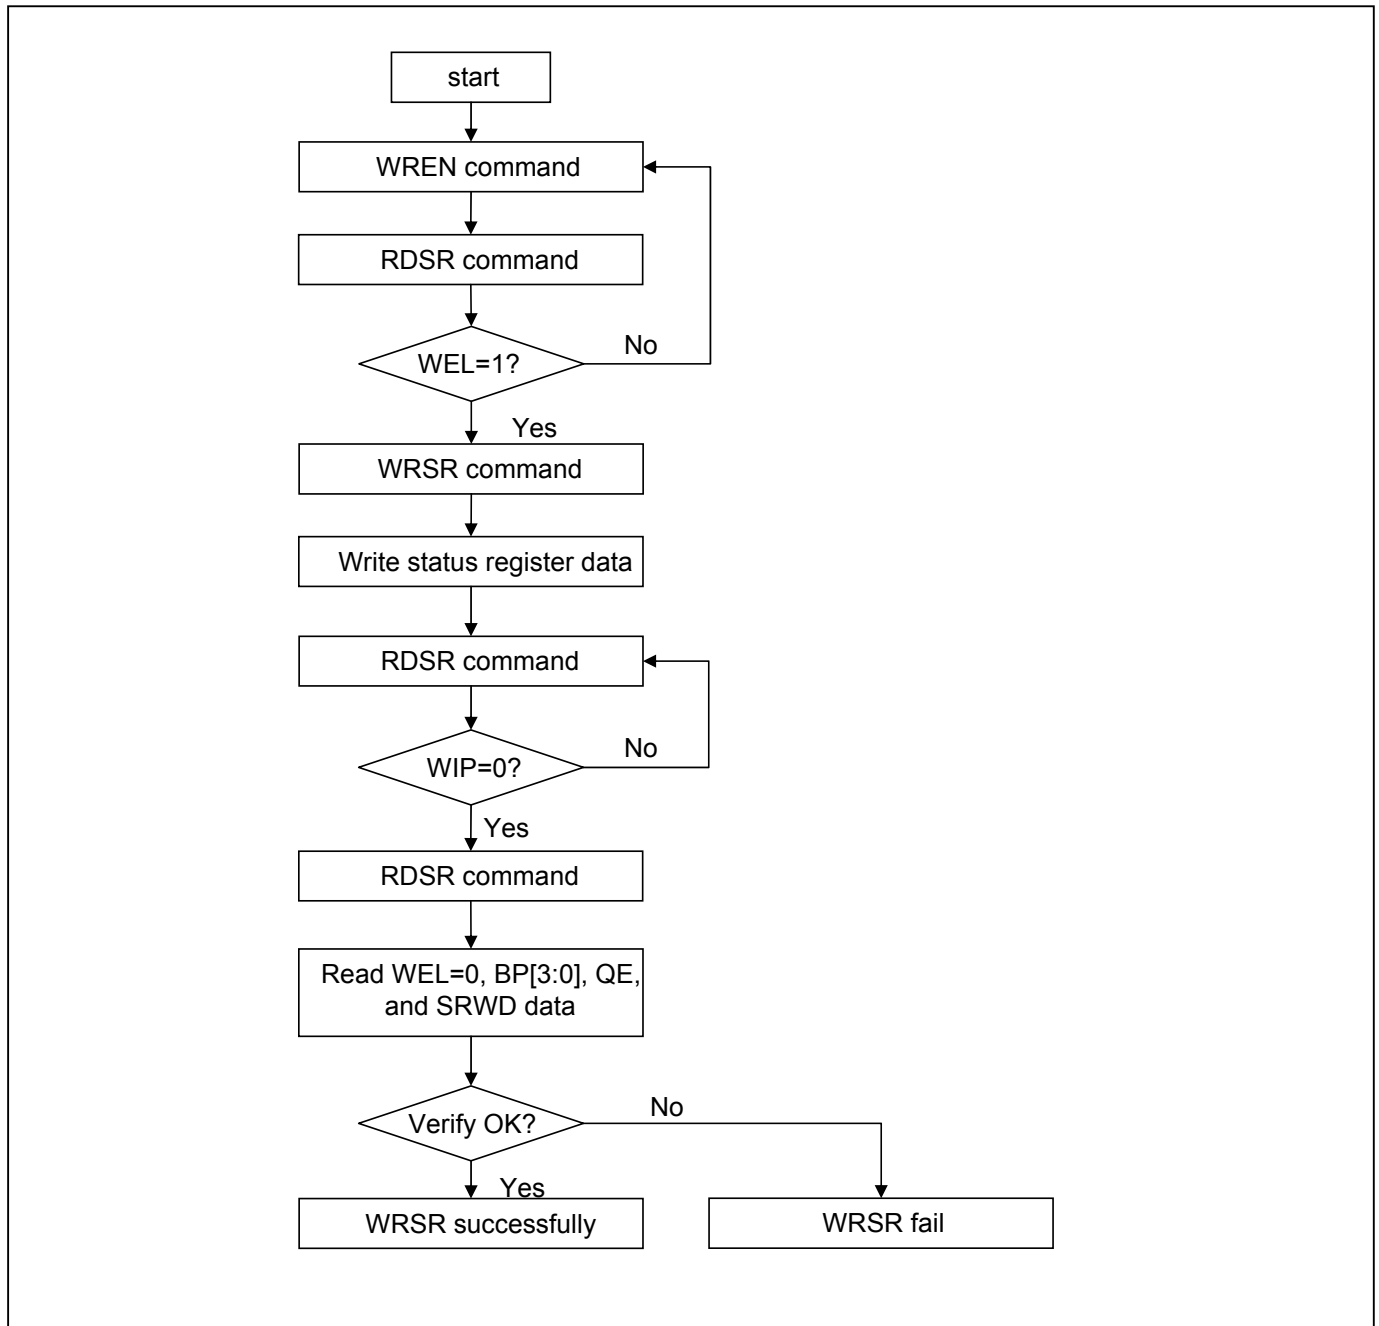 start
WREN command
RDSR command
No
WEL=1?
Yes
WRSR command
Write status register data
RDSR command
No
WIP=0?
Yes
RDSR command
Read WEL=0, BP[3:0], QE,
and SRWD data
No
Verify OK?
Yes
WRSR successfully
WRSR fail